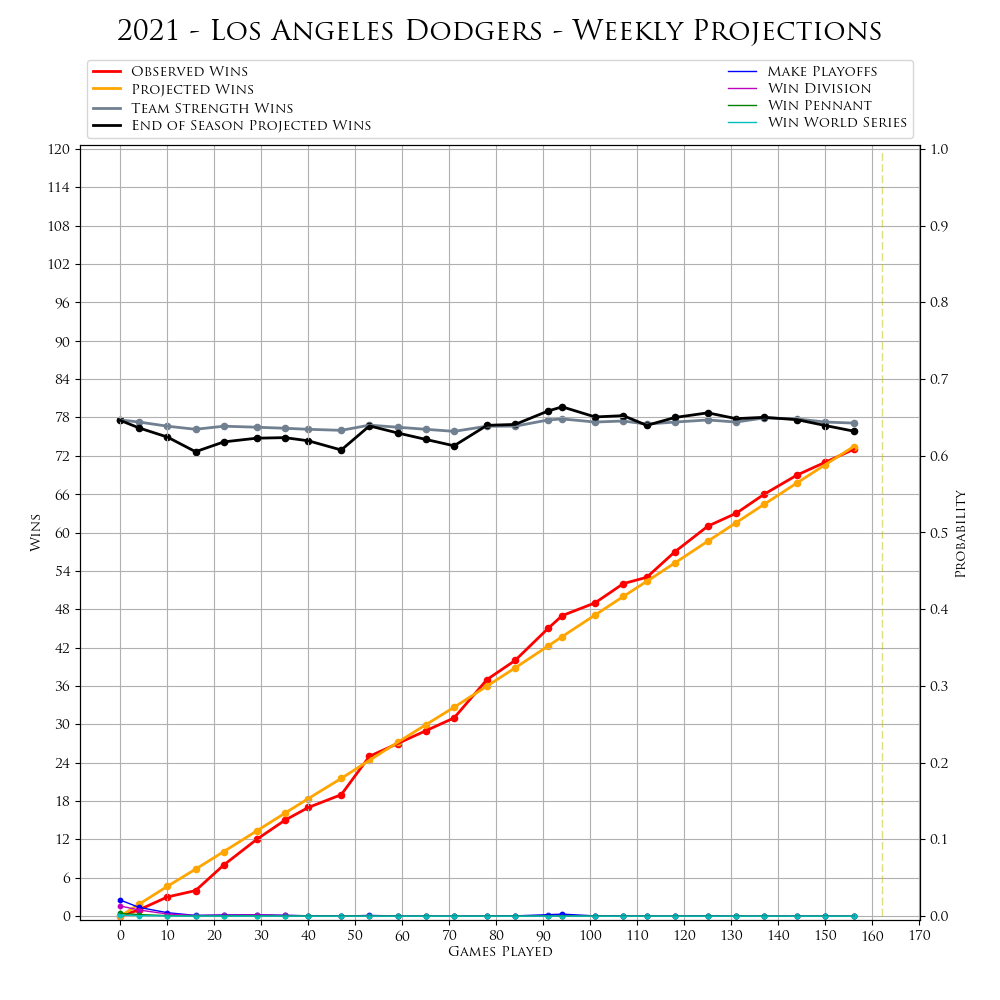 2021 - Los Angeles Dodgers - Weekly Projections
Observed Wins
Projected Wins
Team Strength Wins
End of Season Projected Wins
Make Playoffs
Win Division
Win Pennant
Win World Series
120
114
108
102
96
90
84
78
72
66
60
54
48
42
36
30
24
18
12
6
0
Wins
1.0
0.9
0.8
0.7
0.6
0.5
0.4
0.3
0.2
0.1
0.0
Probability
0 10 20 30 40 50 60 70 80 90 100 110 120 130 140 150 160 170
Games Played